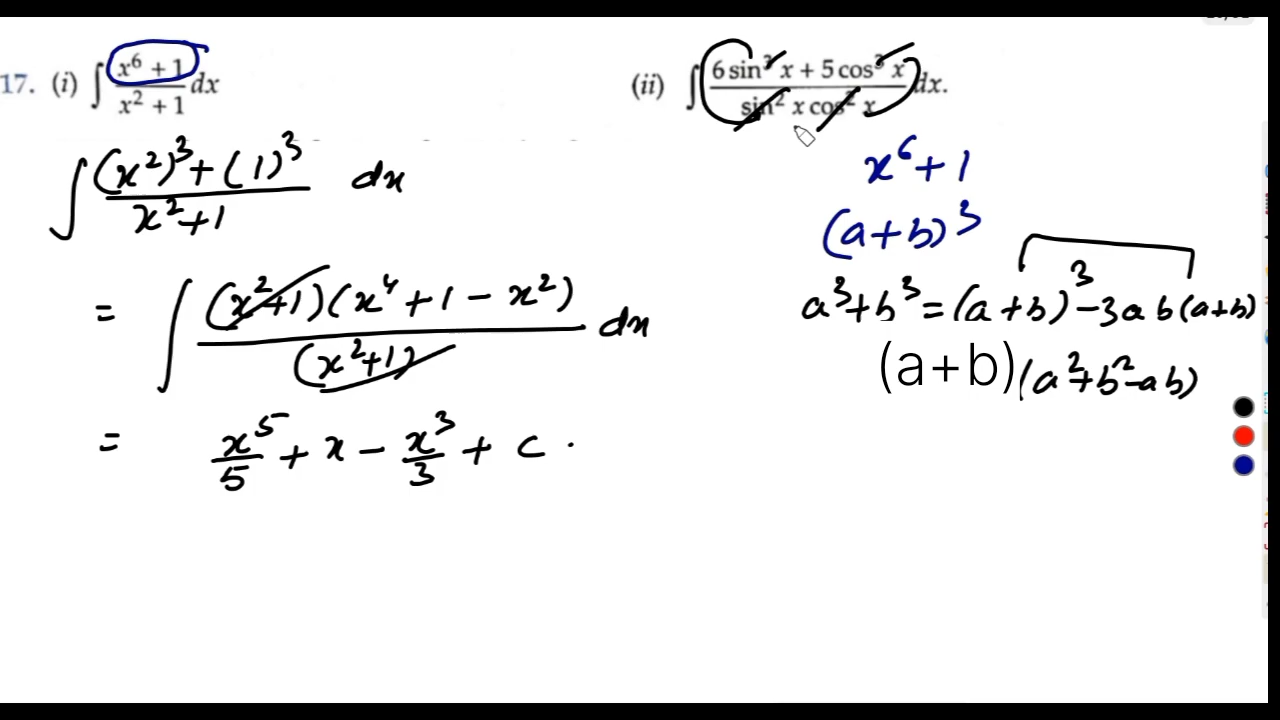 17. (i) ∫ (x⁶ + 1)/(x² + 1) dx
(ii) ∫ (6 sin³ x + 5 cos³ x)/(sin² x cos² x) dx.
∫ ((x²)³ + (1)³)/(x² + 1) dx
= ∫ ((x² + 1)(x⁴ + 1 − x²))/((x² + 1)) dx
= x⁵/5 + x − x³/3 + c .
x⁶ + 1
(a + b)³
a³ + b³ = (a + b)³ − 3ab(a + b)
(a+b)(a² + b² − ab)